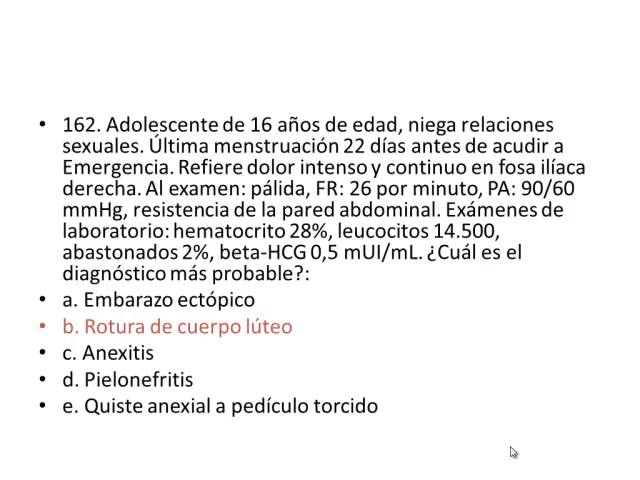 • 162. Adolescente de 16 años de edad, niega relaciones
sexuales. Última menstruación 22 días antes de acudir a
Emergencia. Refiere dolor intenso y continuo en fosa ilíaca
derecha. Al examen: pálida, FR: 26 por minuto, PA: 90/60
mmHg, resistencia de la pared abdominal. Exámenes de
laboratorio: hematocrito 28%, leucocitos 14.500,
abastonados 2%, beta-HCG 0,5 mUI/mL. ¿Cuál es el
diagnóstico más probable?:
• a. Embarazo ectópico
• b. Rotura de cuerpo lúteo
• c. Anexitis
• d. Pielonefritis
• e. Quiste anexial a pedículo torcido